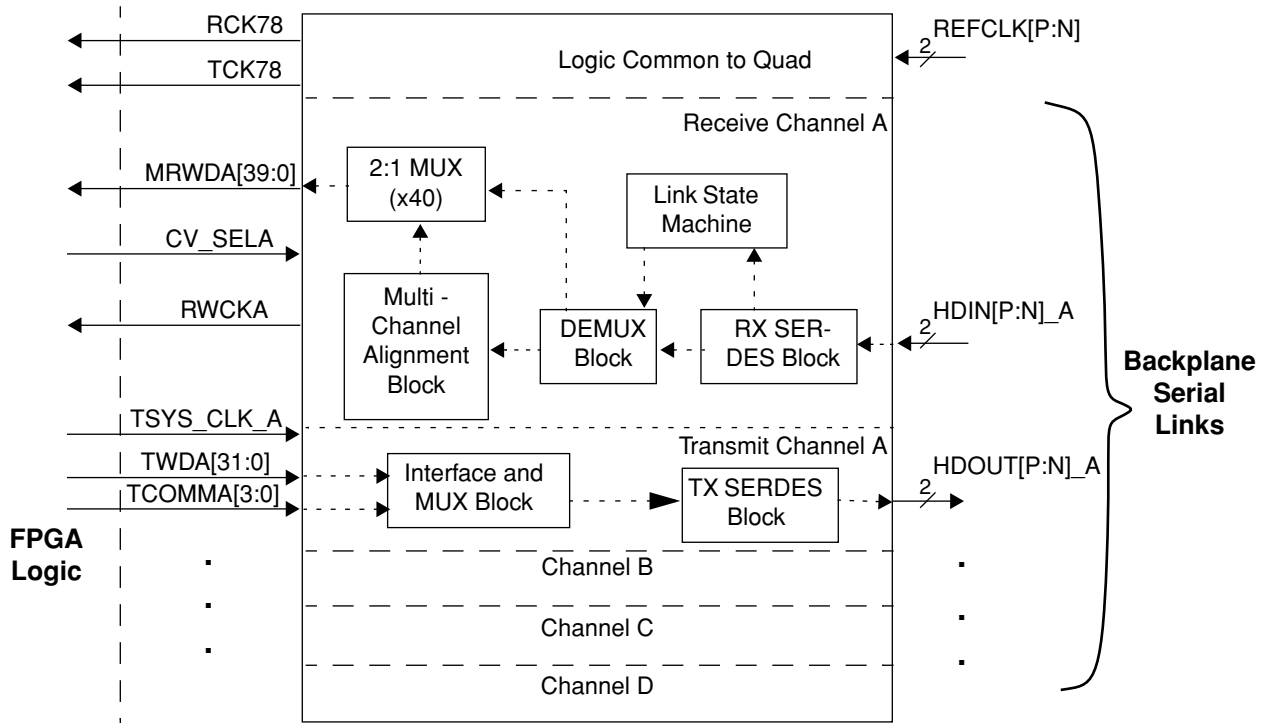 RCK78
TCK78
REFCLK[P:N]
2
Logic Common to Quad
Receive Channel A
MRWDA[39:0]
2:1 MUX
(x40)
Link State
Machine
CV_SELA
RWCKA
Multi -
Channel
Alignment
Block
DEMUX
Block
RX SER-
DES Block
HDIN[P:N]_A
2
Backplane
Serial
Links
TSYS_CLK_A
Transmit Channel A
TWDA[31:0]
TCOMMA[3:0]
Interface and
MUX Block
TX SERDES
Block
HDOUT[P:N]_A
2
FPGA
Logic
Channel B
Channel C
Channel D